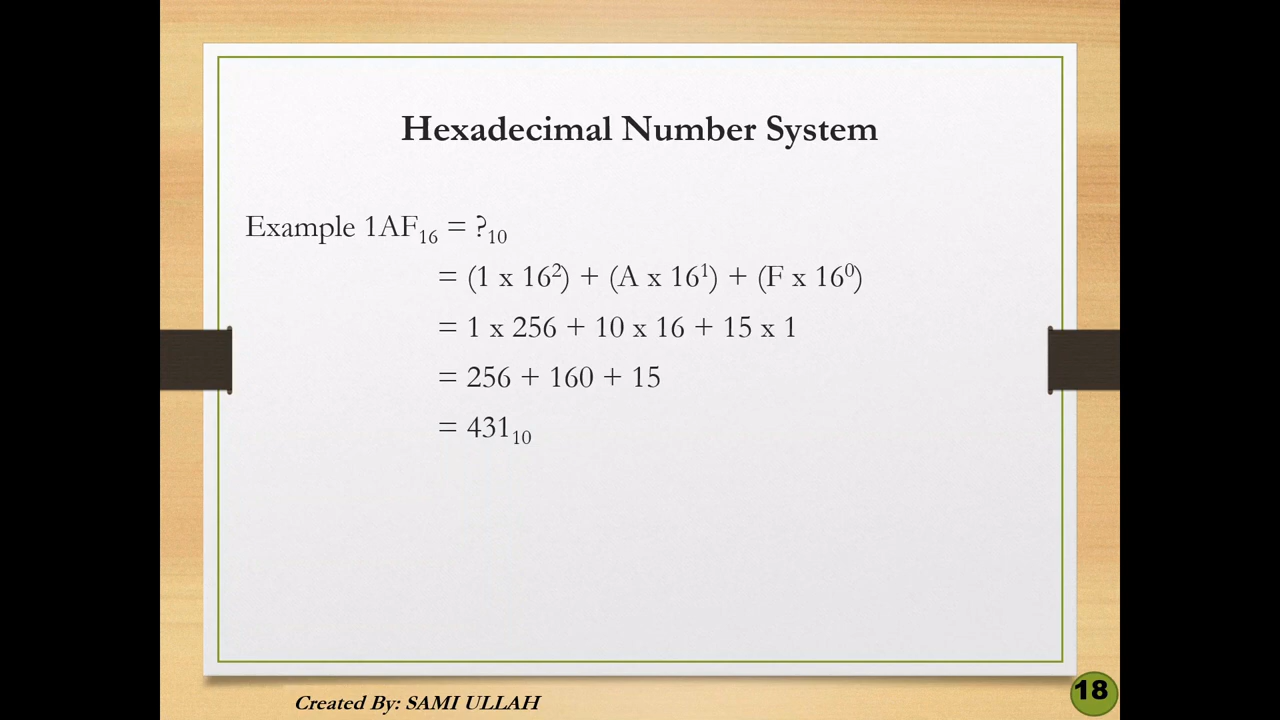 Hexadecimal Number System
Example 1AF₁₆ = ?₁₀
= (1 x 16²) + (A x 16¹) + (F x 16⁰)
= 1 x 256 + 10 x 16 + 15 x 1
= 256 + 160 + 15
= 431₁₀
Created By: SAMI ULLAH
18